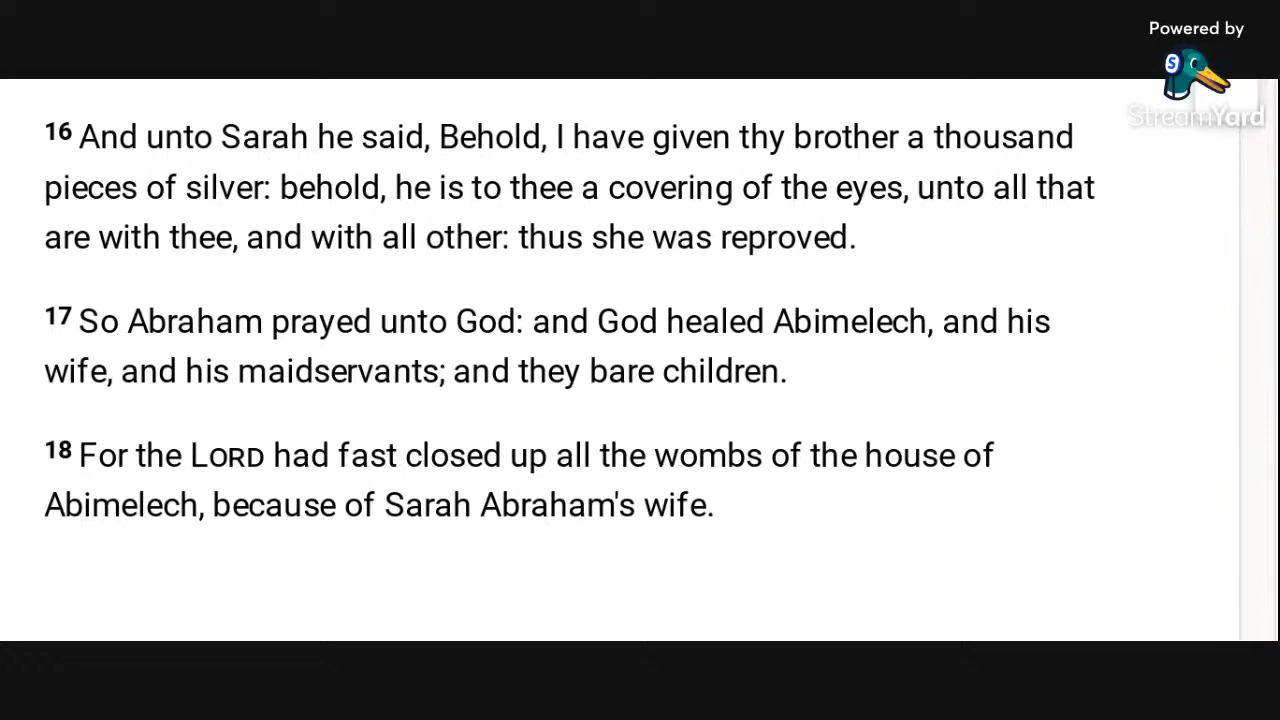 Powered by
S
StreamYard
16 And unto Sarah he said, Behold, I have given thy brother a thousand
pieces of silver: behold, he is to thee a covering of the eyes, unto all that
are with thee, and with all other: thus she was reproved.
17 So Abraham prayed unto God: and God healed Abimelech, and his
wife, and his maidservants; and they bare children.
18 For the LORD had fast closed up all the wombs of the house of
Abimelech, because of Sarah Abraham's wife.